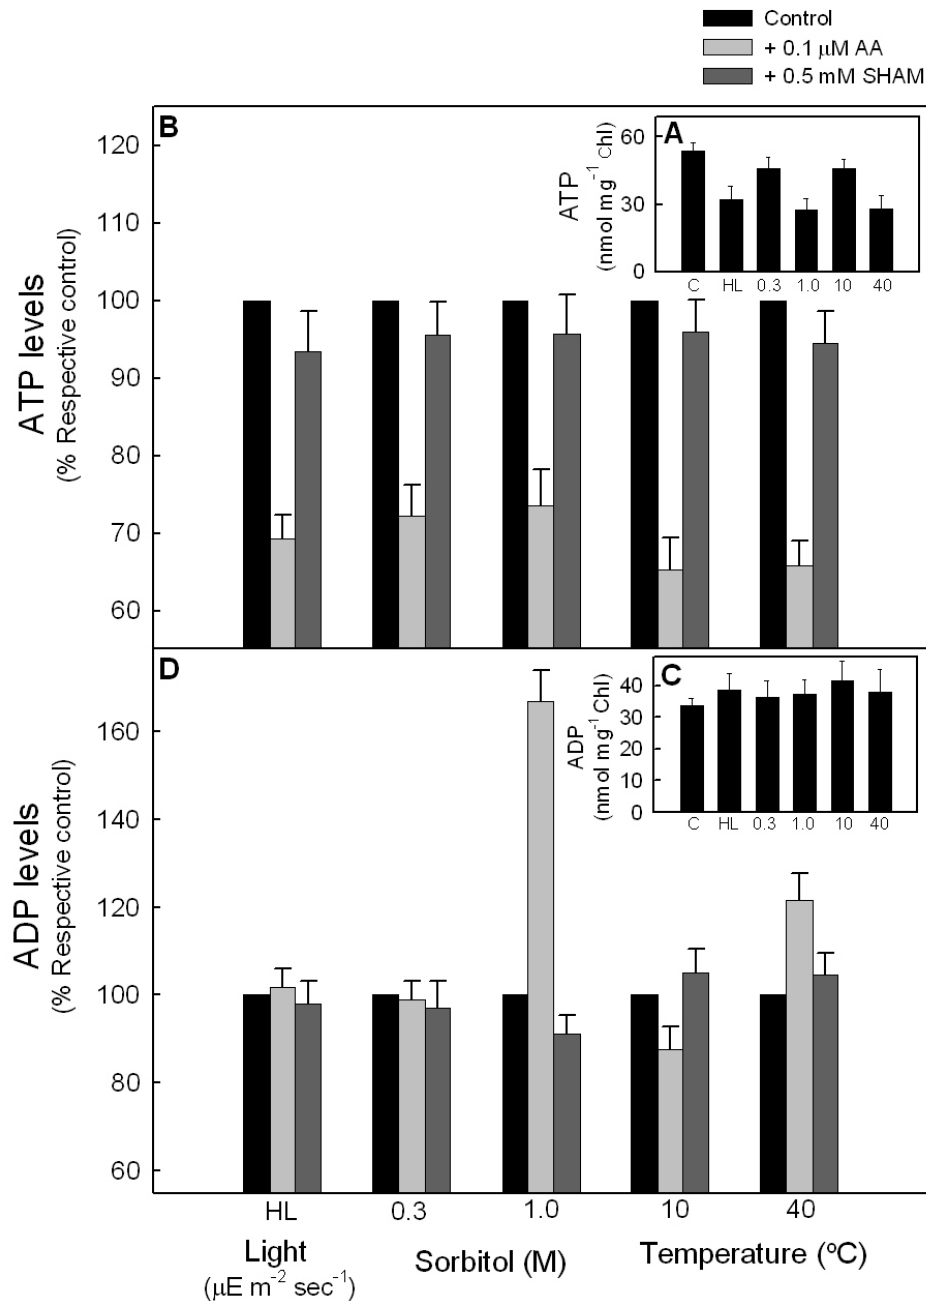 Control
+ 0.1 μM AA
+ 0.5 mM SHAM
B
120
110
100
90
80
70
60
ATP levels
(% Respective control)
A
60
30
0
ATP
(nmol mg⁻¹ Chl)
C HL 0.3 1.0 10 40
D
160
140
120
100
80
60
ADP levels
(% Respective control)
C
40
30
20
10
0
ADP
(nmol mg⁻¹ Chl)
C HL 0.3 1.0 10 40
HL 0.3 1.0 10 40
Light Sorbitol (M) Temperature (ºC)
(μE m⁻² sec⁻¹)